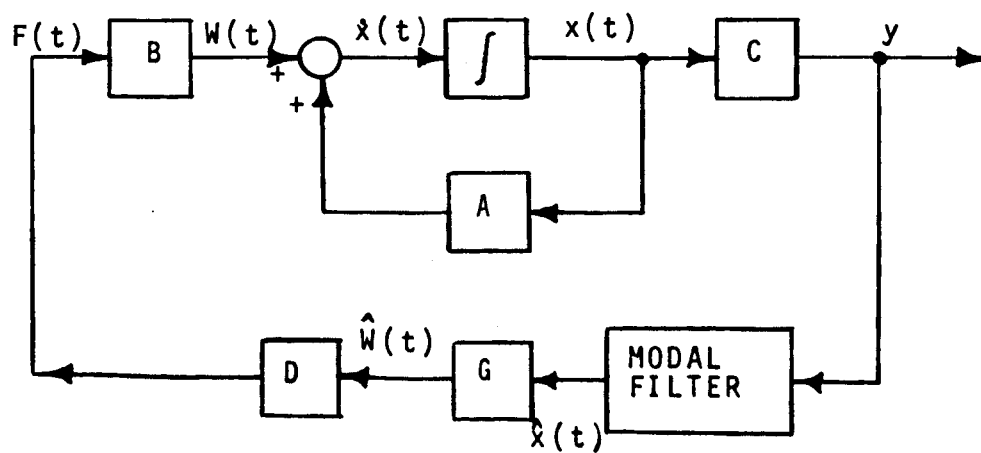 F(t) B W(t) ẋ(t) ∫ x(t) C y
+
+
A
Ŵ(t)
D G MODAL
FILTER
x̂(t)